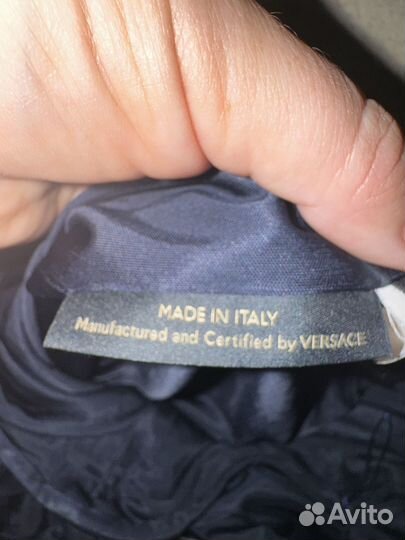 MADE IN ITALY
Manufactured and Certified by VERSACE
Avito